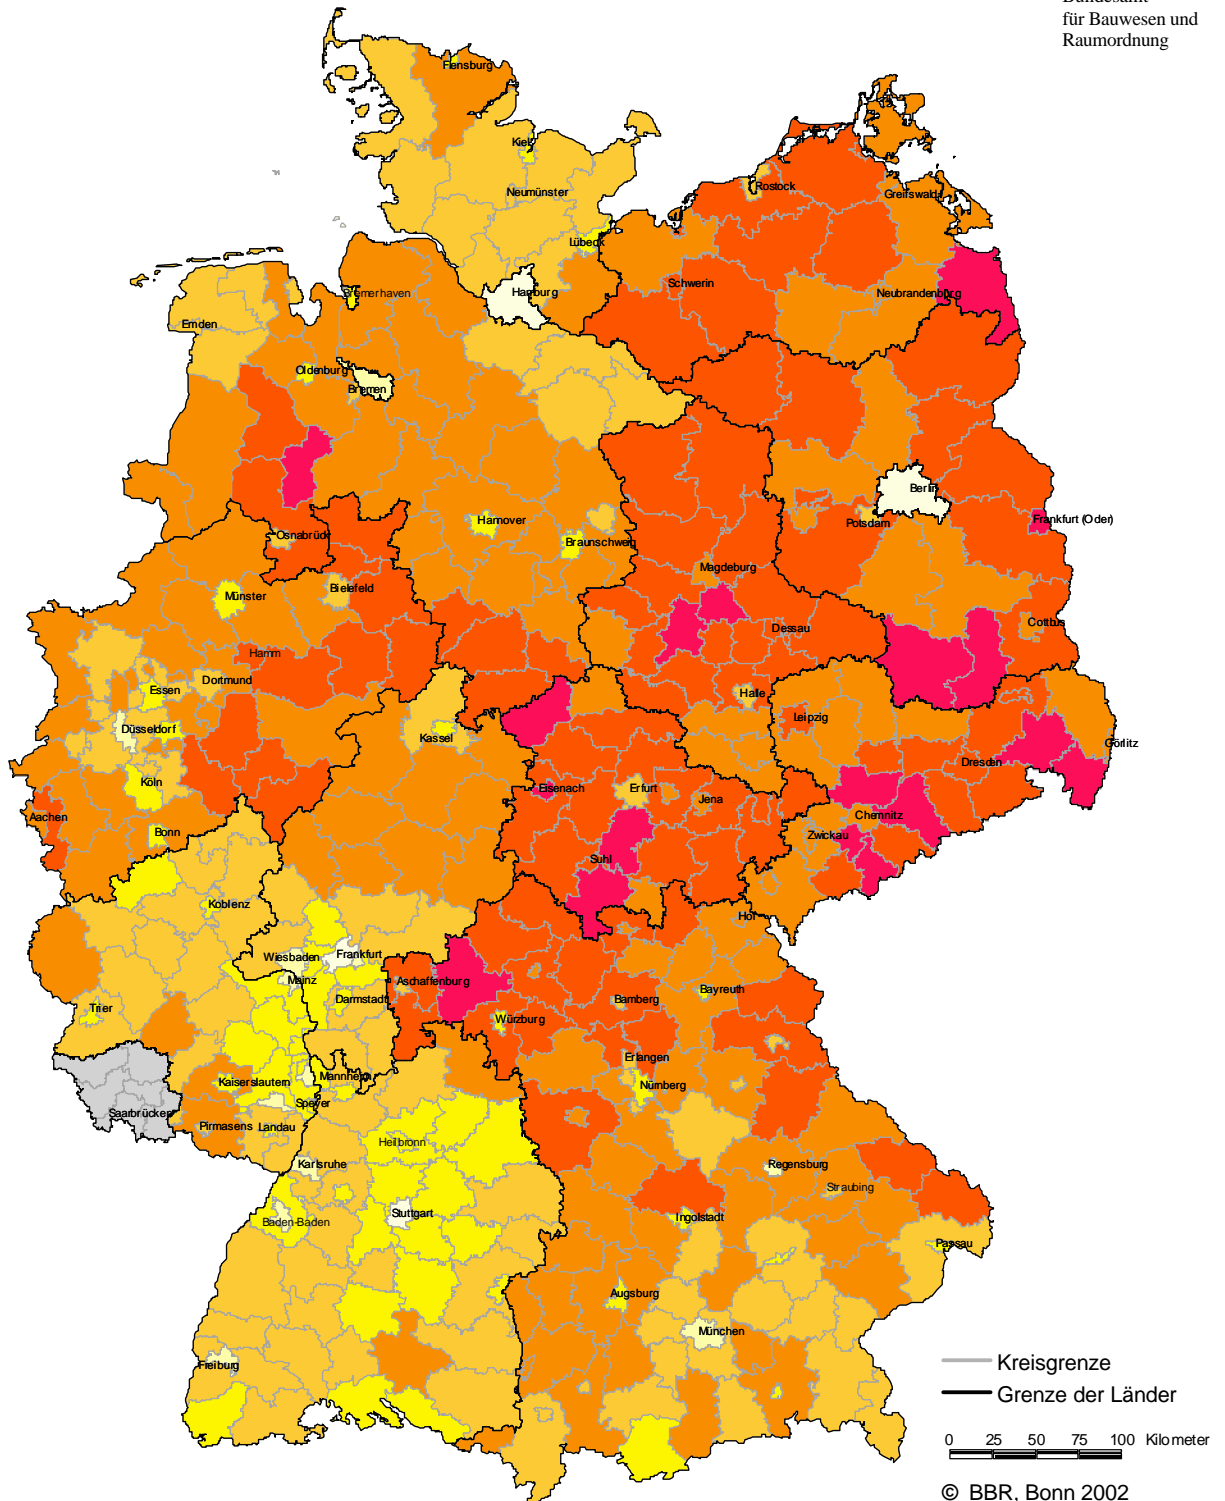 für Bauwesen und
Raumordnung
Flensburg
Kiel
Neumünster
Lübeck
Rostock
Greifswald
Hamburg
Schwerin
Neubrandenburg
Bremerhaven
Emden
Oldenburg
Bremen
Berlin
Potsdam
Frankfurt (Oder)
Hannover
Braunschweig
Osnabrück
Magdeburg
Bielefeld
Münster
Dessau
Cottbus
Hamm
Dortmund
Essen
Halle
Leipzig
Düsseldorf
Kassel
Görlitz
Dresden
Köln
Eisenach
Erfurt
Jena
Aachen
Chemnitz
Bonn
Zwickau
Suhl
Koblenz
Hof
Wiesbaden
Frankfurt
Mainz
Aschaffenburg
Bayreuth
Trier
Darmstadt
Bamberg
Würzburg
Erlangen
Kaiserslautern
Mannheim
Nürnberg
Saarbrücken
Speyer
Pirmasens
Landau
Heilbronn
Karlsruhe
Regensburg
Straubing
Baden-Baden
Stuttgart
Ingolstadt
Passau
Augsburg
München
Freiburg
Kreisgrenze
Grenze der Länder
0 25 50 75 100 Kilometer
© BBR, Bonn 2002